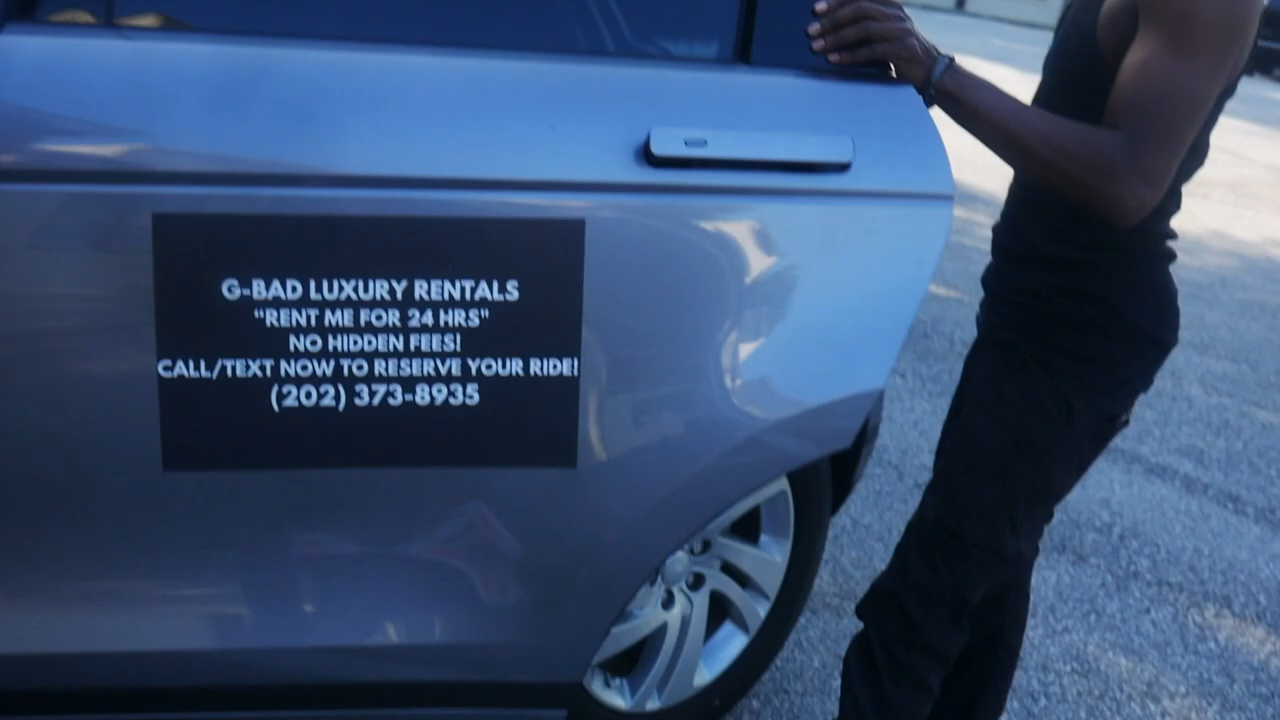 G-BAD LUXURY RENTALS
"RENT ME FOR 24 HRS"
NO HIDDEN FEES!
CALL/TEXT NOW TO RESERVE YOUR RIDE!
(202) 373-8935